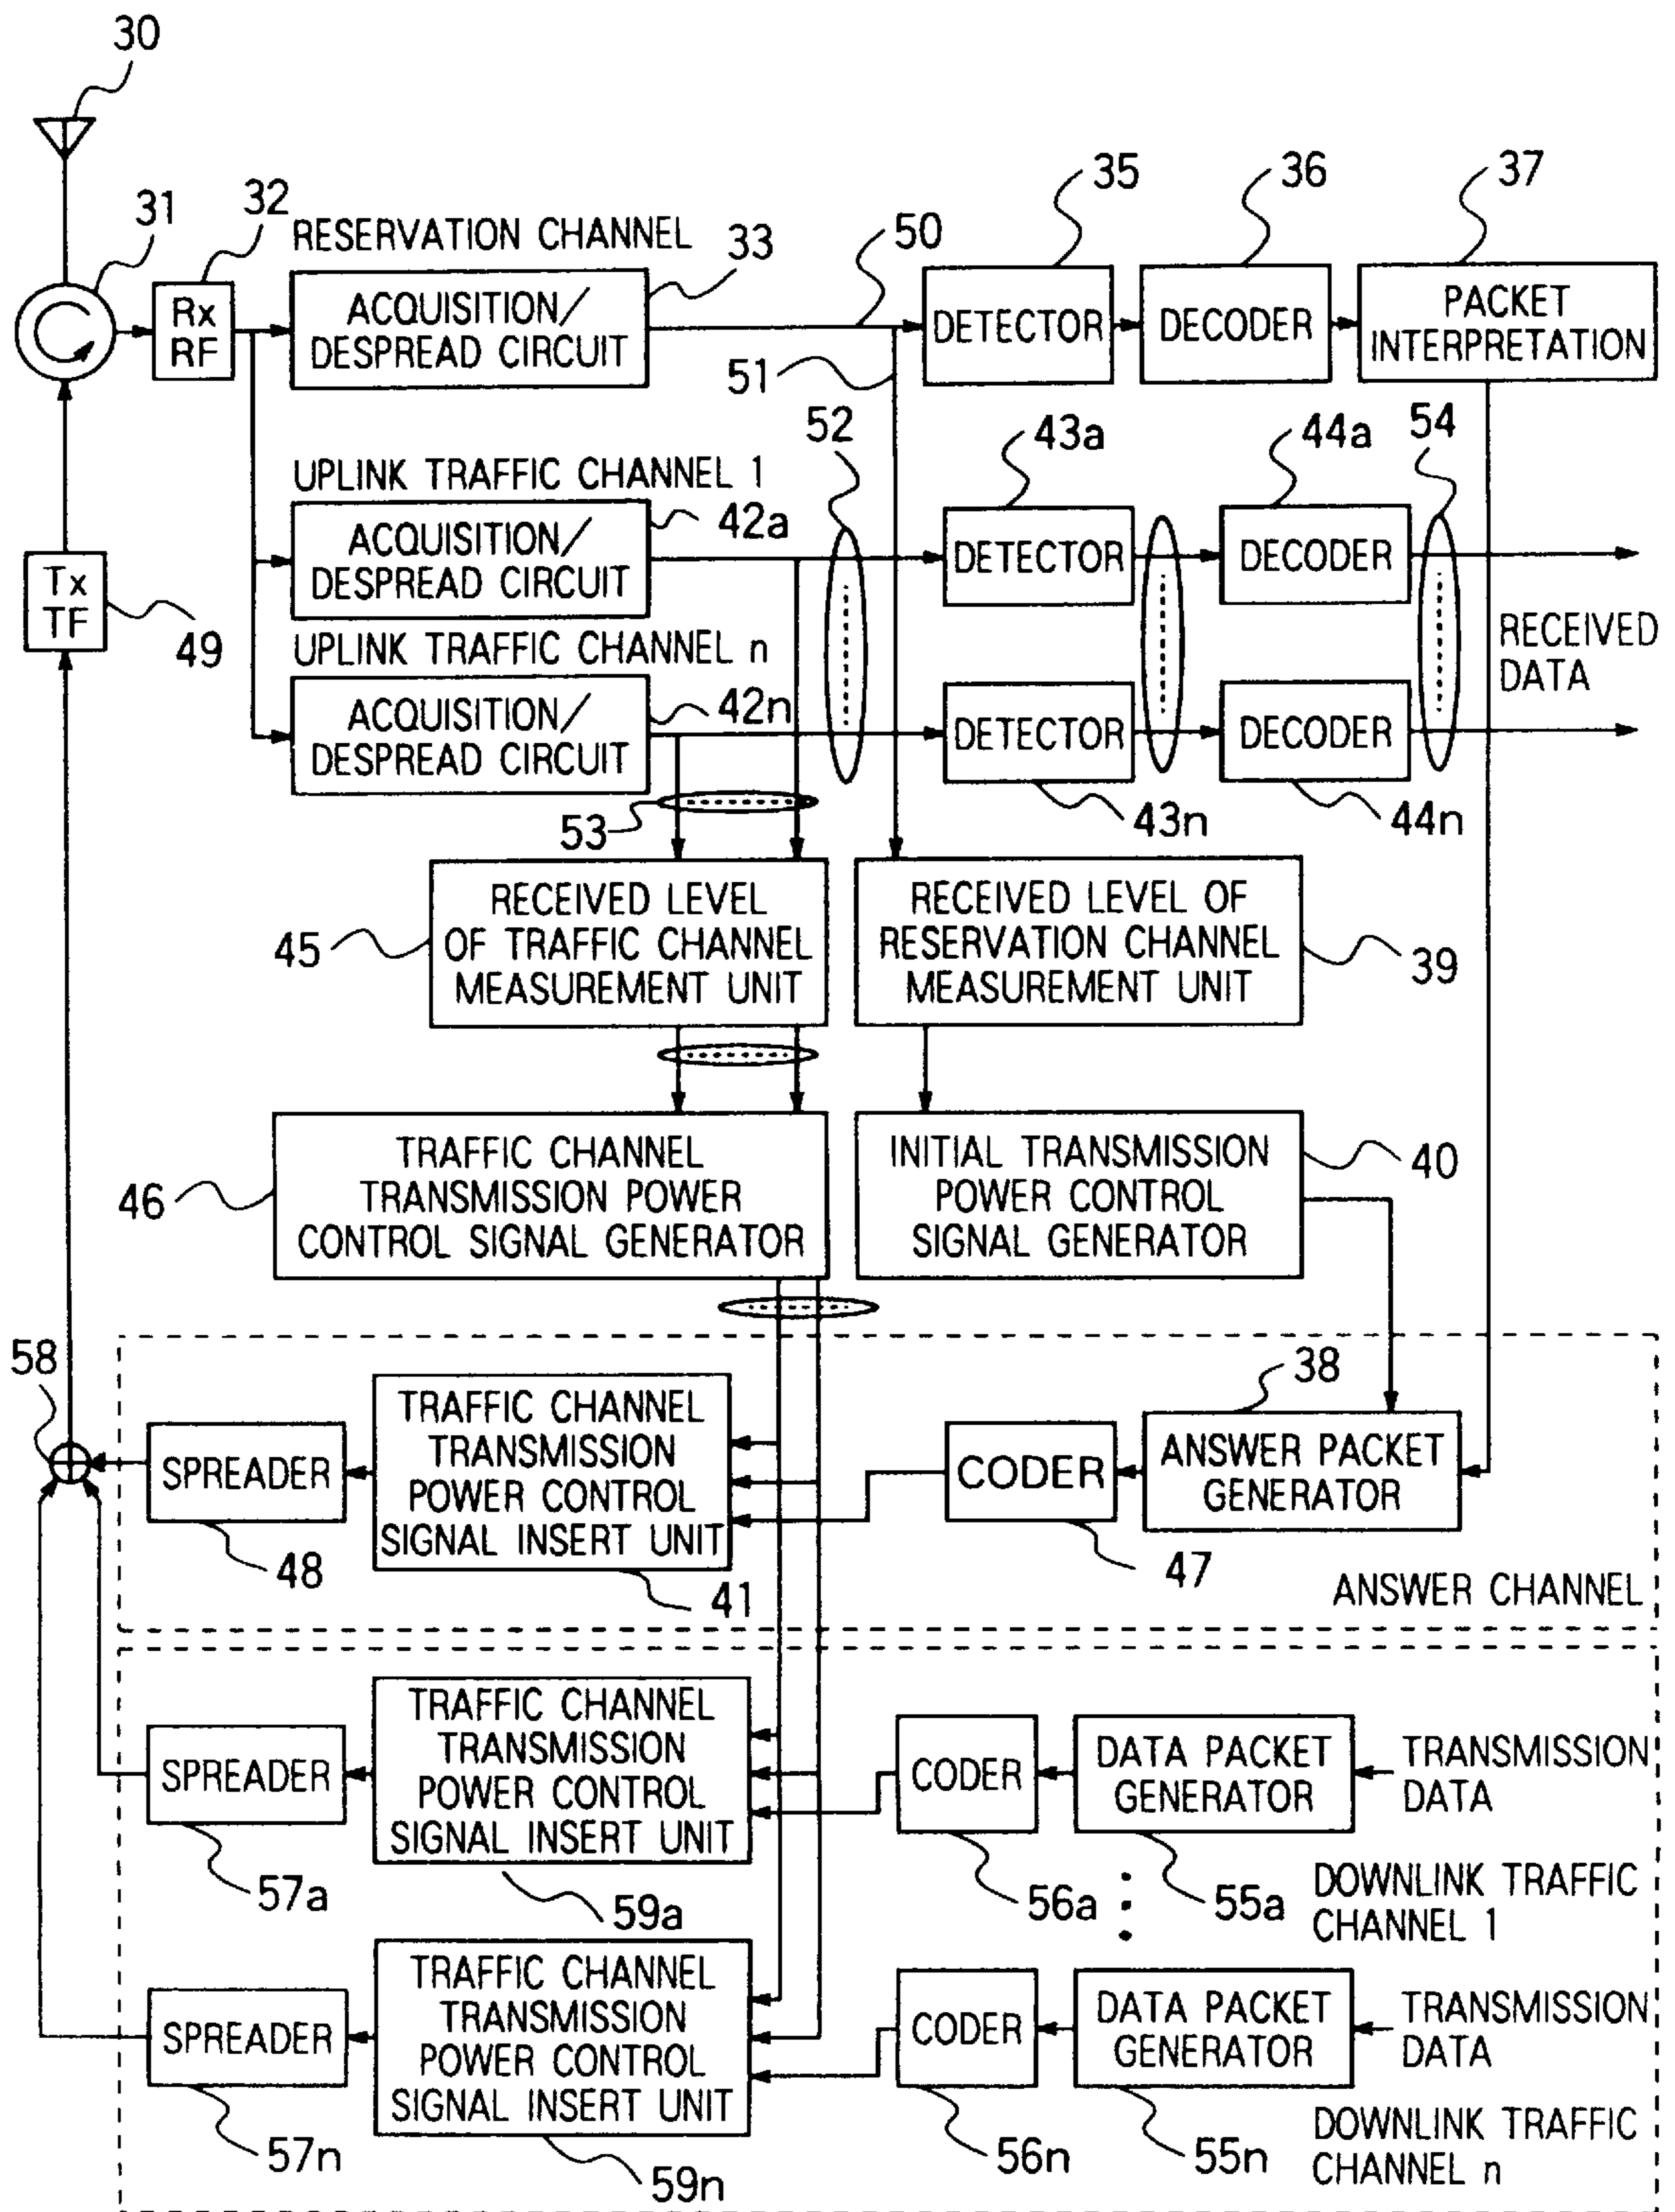 30
31
32
Rx
RF
RESERVATION CHANNEL
33
ACQUISITION/
DESPREAD CIRCUIT
50
51
35
DETECTOR
36
DECODER
37
PACKET
INTERPRETATION
UPLINK TRAFFIC CHANNEL 1
42a
ACQUISITION/
DESPREAD CIRCUIT
52
43a
DETECTOR
44a
DECODER
54
Tx
TF
49
UPLINK TRAFFIC CHANNEL n
42n
ACQUISITION/
DESPREAD CIRCUIT
DETECTOR
43n
DECODER
44n
RECEIVED
DATA
53
45
RECEIVED LEVEL
OF TRAFFIC CHANNEL
MEASUREMENT UNIT
RECEIVED LEVEL OF
RESERVATION CHANNEL
MEASUREMENT UNIT
39
46
TRAFFIC CHANNEL
TRANSMISSION POWER
CONTROL SIGNAL GENERATOR
INITIAL TRANSMISSION
POWER CONTROL
SIGNAL GENERATOR
40
58
SPREADER
48
TRAFFIC CHANNEL
TRANSMISSION
POWER CONTROL
SIGNAL INSERT UNIT
41
CODER
47
38
ANSWER PACKET
GENERATOR
ANSWER CHANNEL
SPREADER
57a
TRAFFIC CHANNEL
TRANSMISSION
POWER CONTROL
SIGNAL INSERT UNIT
59a
CODER
56a
DATA PACKET
GENERATOR
55a
TRANSMISSION
DATA
DOWNLINK TRAFFIC
CHANNEL 1
SPREADER
57n
TRAFFIC CHANNEL
TRANSMISSION
POWER CONTROL
SIGNAL INSERT UNIT
59n
CODER
56n
DATA PACKET
GENERATOR
55n
TRANSMISSION
DATA
DOWNLINK TRAFFIC
CHANNEL n